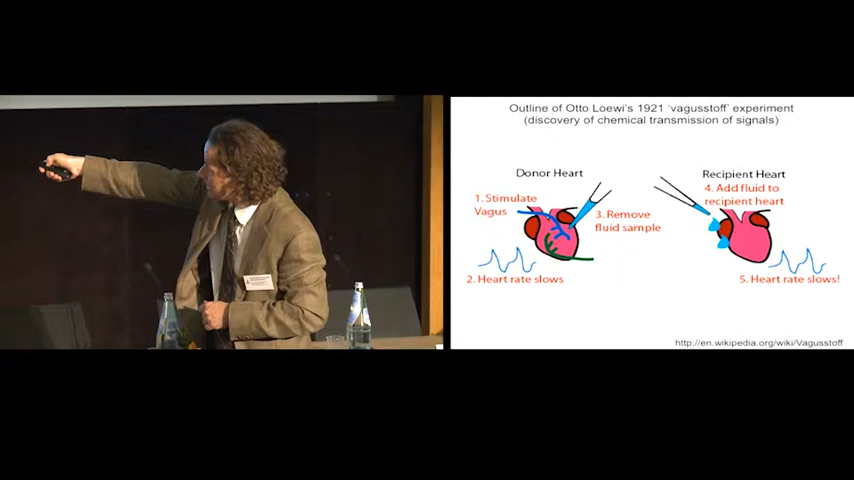 Outline of Otto Loewi's 1921 'vagusstoff' experiment
(discovery of chemical transmission of signals)
Donor Heart
1. Stimulate
Vagus
3. Remove
fluid sample
2. Heart rate slows
Recipient Heart
4. Add fluid to
recipient heart
5. Heart rate slows!
http://en.wikipedia.org/wiki/Vagusstoff